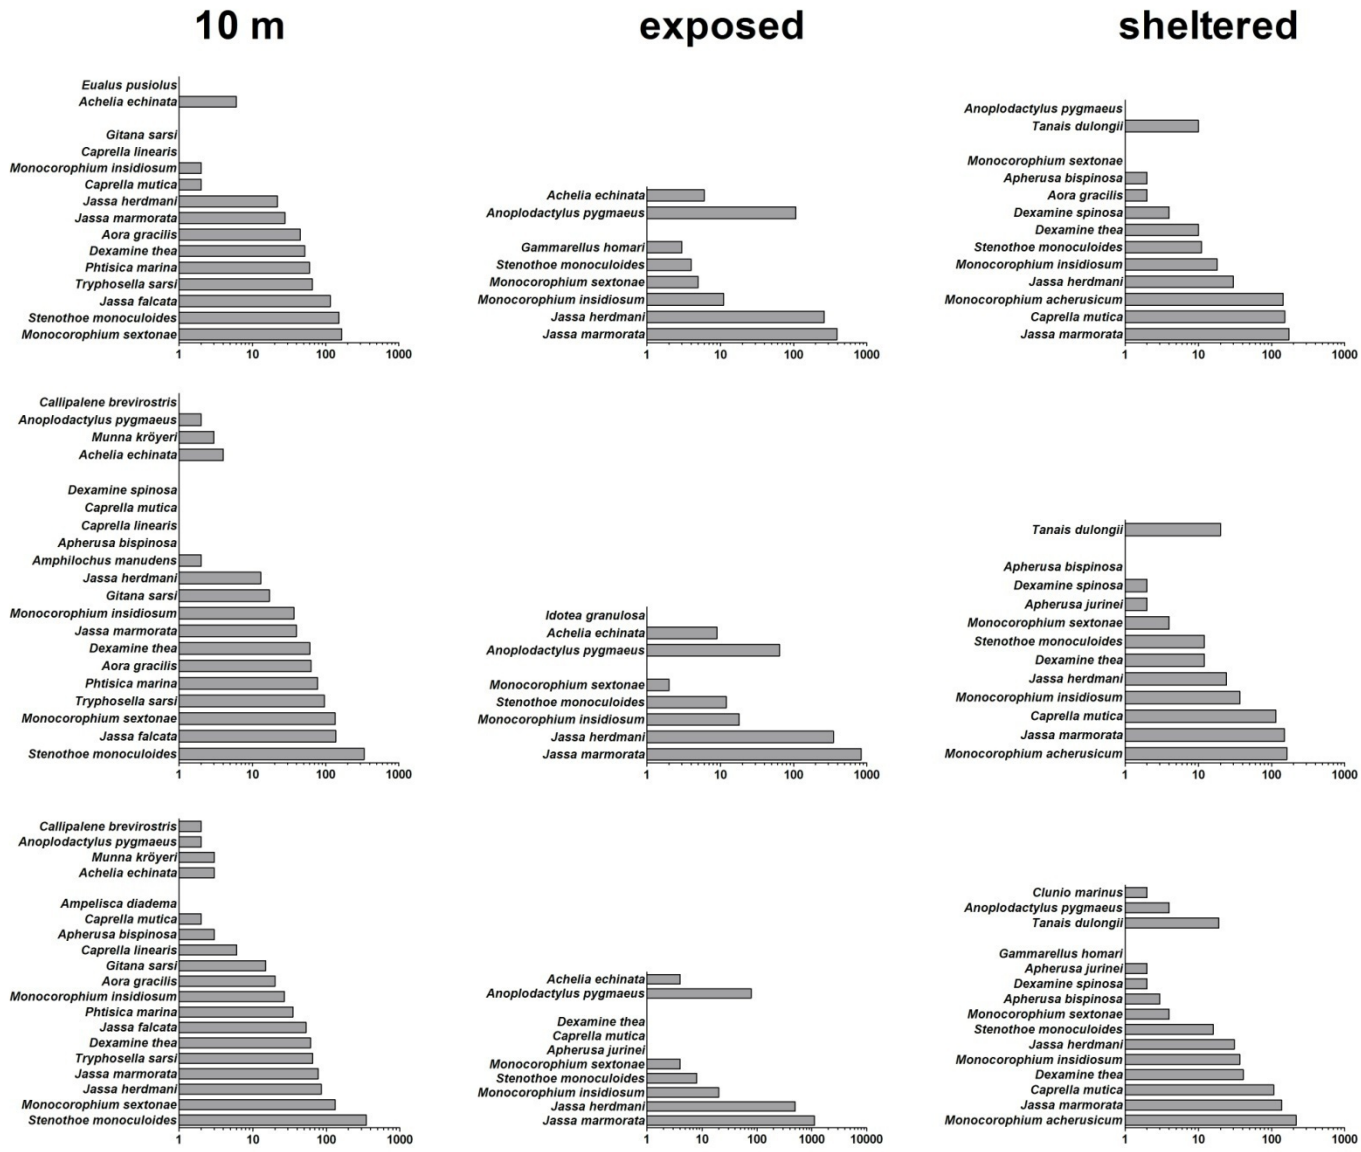 10 m
exposed
sheltered
Eualus pusiolus
Achelia echinata
Gitana sarsi
Caprella linearis
Monocorophium insidiosum
Caprella mutica
Jassa herdmani
Jassa marmorata
Aora gracilis
Dexamine thea
Phtisica marina
Tryphosella sarsi
Jassa falcata
Stenothoe monoculoides
Monocorophium sextonae
1 10 100 1000
Achelia echinata
Anoplodactylus pygmaeus
Gammarellus homari
Stenothoe monoculoides
Monocorophium sextonae
Monocorophium insidiosum
Jassa herdmani
Jassa marmorata
1 10 100 1000
Anoplodactylus pygmaeus
Tanais dulongii
Monocorophium sextonae
Apherusa bispinosa
Aora gracilis
Dexamine spinosa
Dexamine thea
Stenothoe monoculoides
Monocorophium insidiosum
Jassa herdmani
Monocorophium acherusicum
Caprella mutica
Jassa marmorata
1 10 100 1000
Callipalene brevirostris
Anoplodactylus pygmaeus
Munna kröyeri
Achelia echinata
Dexamine spinosa
Caprella mutica
Caprella linearis
Apherusa bispinosa
Amphilochus manudens
Jassa herdmani
Gitana sarsi
Monocorophium insidiosum
Jassa marmorata
Dexamine thea
Aora gracilis
Phtisica marina
Tryphosella sarsi
Monocorophium sextonae
Jassa falcata
Stenothoe monoculoides
1 10 100 1000
Idotea granulosa
Achelia echinata
Anoplodactylus pygmaeus
Monocorophium sextonae
Stenothoe monoculoides
Monocorophium insidiosum
Jassa herdmani
Jassa marmorata
1 10 100 1000
Tanais dulongii
Apherusa bispinosa
Dexamine spinosa
Apherusa jurinei
Monocorophium sextonae
Stenothoe monoculoides
Dexamine thea
Jassa herdmani
Monocorophium insidiosum
Caprella mutica
Jassa marmorata
Monocorophium acherusicum
1 10 100 1000
Callipalene brevirostris
Anoplodactylus pygmaeus
Munna kröyeri
Achelia echinata
Ampelisca diadema
Caprella mutica
Apherusa bispinosa
Caprella linearis
Gitana sarsi
Aora gracilis
Monocorophium insidiosum
Phtisica marina
Jassa falcata
Dexamine thea
Tryphosella sarsi
Jassa marmorata
Jassa herdmani
Monocorophium sextonae
Stenothoe monoculoides
1 10 100 1000
Achelia echinata
Anoplodactylus pygmaeus
Dexamine thea
Caprella mutica
Apherusa jurinei
Monocorophium sextonae
Stenothoe monoculoides
Monocorophium insidiosum
Jassa herdmani
Jassa marmorata
1 10 100 1000 10000
Clunio marinus
Anoplodactylus pygmaeus
Tanais dulongii
Gammarellus homari
Apherusa jurinei
Dexamine spinosa
Apherusa bispinosa
Monocorophium sextonae
Stenothoe monoculoides
Jassa herdmani
Monocorophium insidiosum
Dexamine thea
Caprella mutica
Jassa marmorata
Monocorophium acherusicum
1 10 100 1000